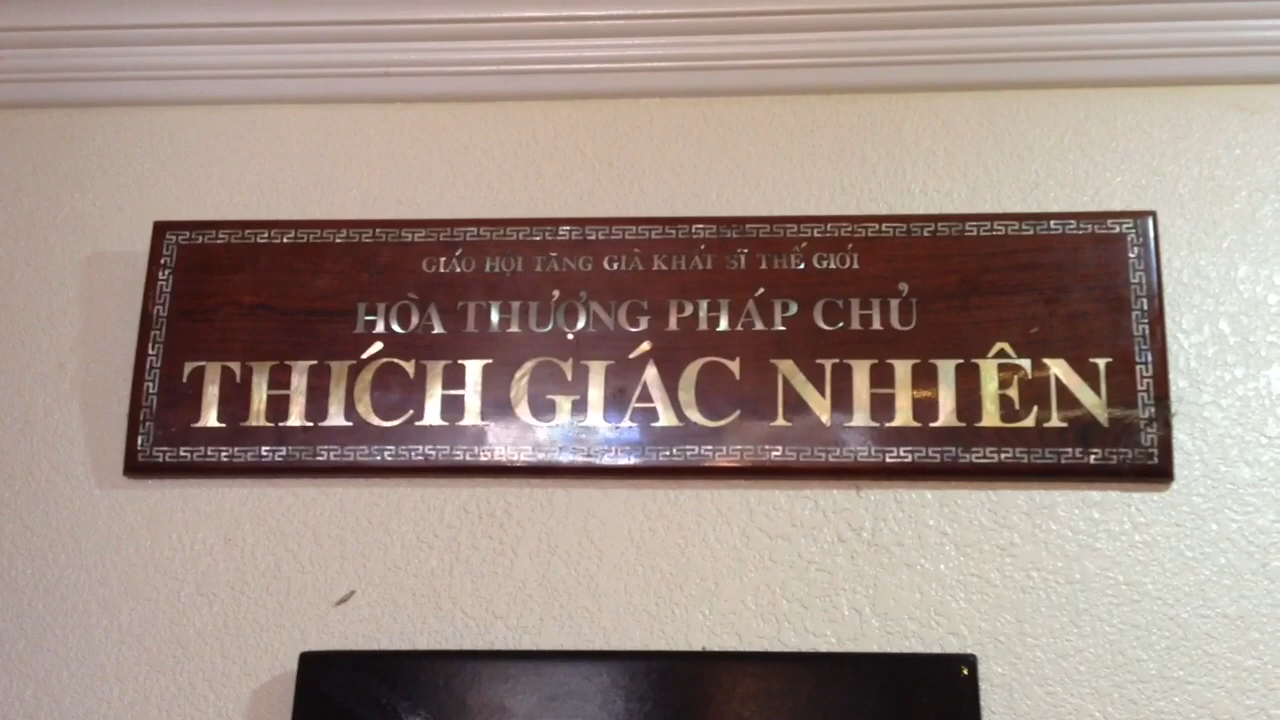 GIÁO HỘI TĂNG GIÀ KHẤT SĨ THẾ GIỚI
HÒA THƯỢNG PHÁP CHỦ
THÍCH GIÁC NHIÊN